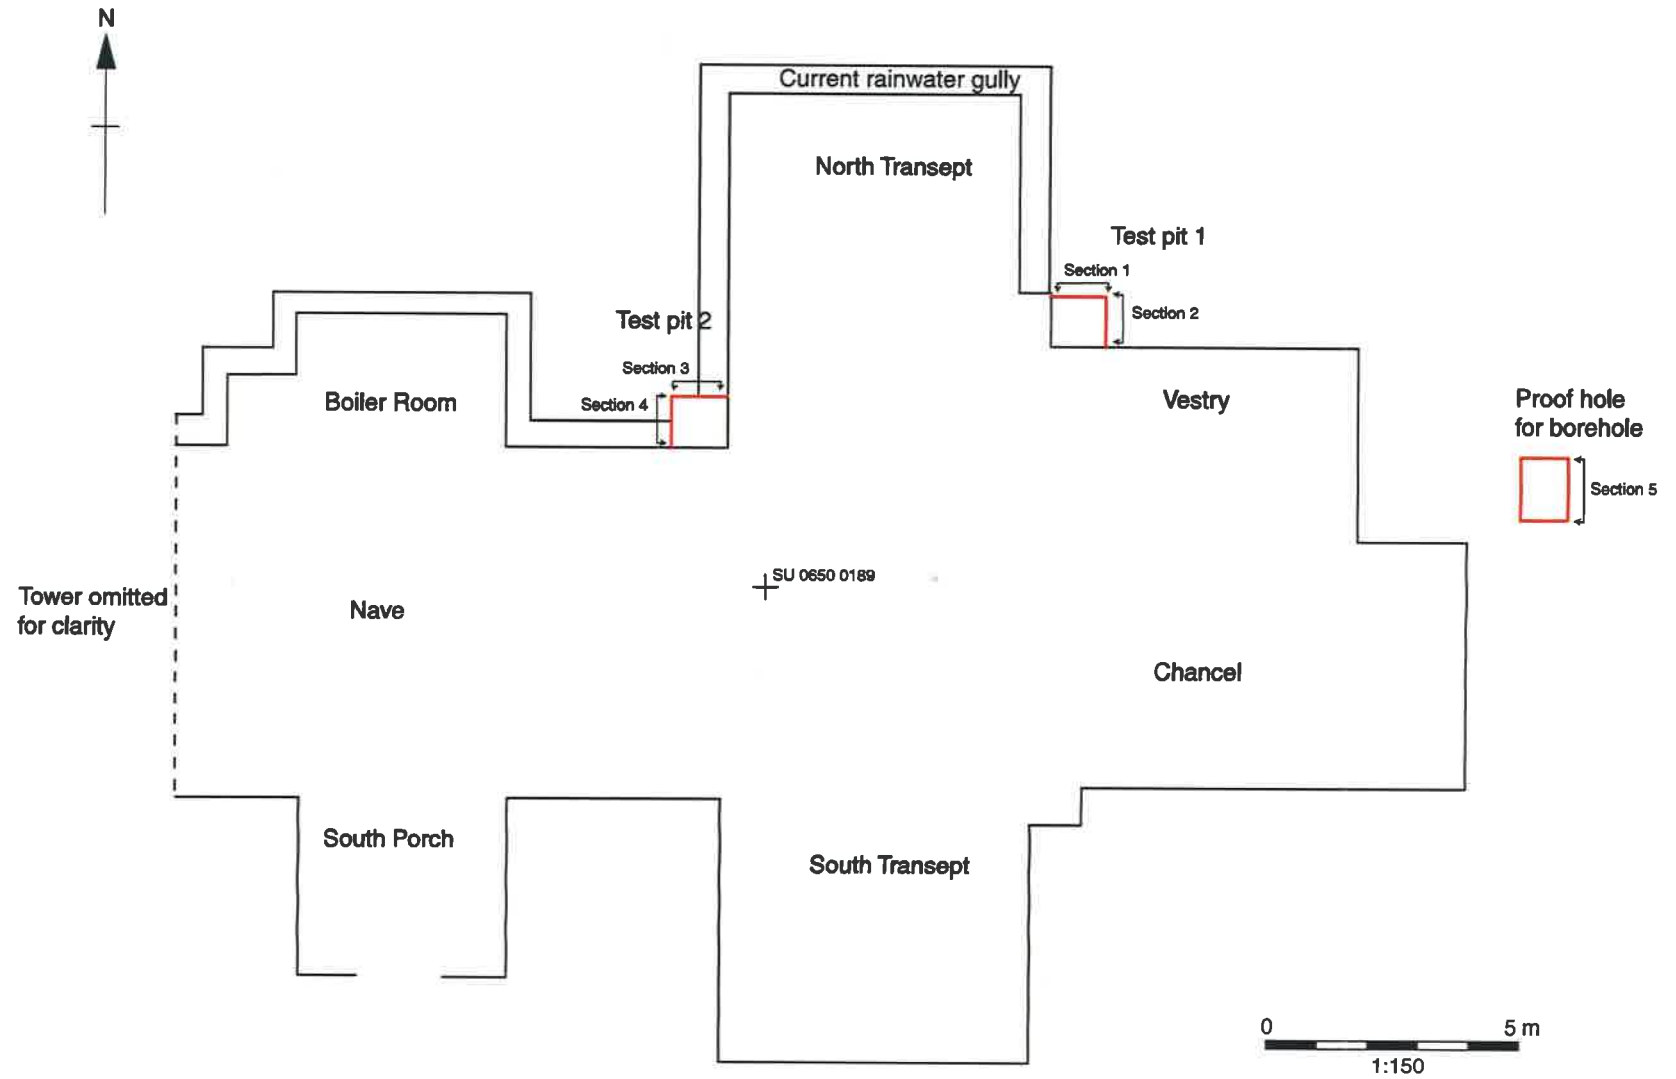 N
Current rainwater gully
North Transept
Test pit 1
Section 1
Section 2
Test pit 2
Section 3
Section 4
Boiler Room
Vestry
Proof hole
for borehole
Section 5
SU 0650 0189
Tower omitted
for clarity
Nave
Chancel
South Porch
South Transept
0 5 m
1:150